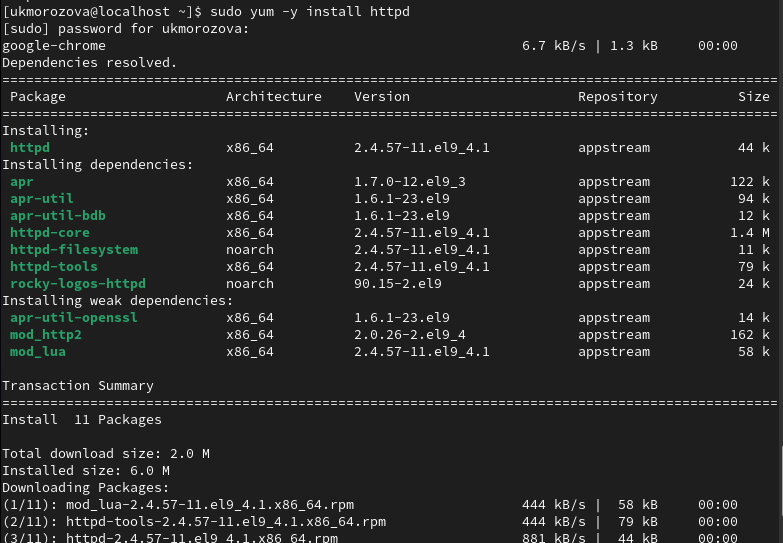 [ukmorozova@localhost ~]$ sudo yum -y install httpd
[sudo] password for ukmorozova:
google-chrome 6.7 kB/s | 1.3 kB 00:00
Dependencies resolved.
================================================================================
Package Architecture Version Repository Size
================================================================================
Installing:
httpd x86_64 2.4.57-11.el9_4.1 appstream 44 k
Installing dependencies:
apr x86_64 1.7.0-12.el9_3 appstream 122 k
apr-util x86_64 1.6.1-23.el9 appstream 94 k
apr-util-bdb x86_64 1.6.1-23.el9 appstream 12 k
httpd-core x86_64 2.4.57-11.el9_4.1 appstream 1.4 M
httpd-filesystem noarch 2.4.57-11.el9_4.1 appstream 11 k
httpd-tools x86_64 2.4.57-11.el9_4.1 appstream 79 k
rocky-logos-httpd noarch 90.15-2.el9 appstream 24 k
Installing weak dependencies:
apr-util-openssl x86_64 1.6.1-23.el9 appstream 14 k
mod_http2 x86_64 2.0.26-2.el9_4 appstream 162 k
mod_lua x86_64 2.4.57-11.el9_4.1 appstream 58 k
Transaction Summary
================================================================================
Install 11 Packages
Total download size: 2.0 M
Installed size: 6.0 M
Downloading Packages:
(1/11): mod_lua-2.4.57-11.el9_4.1.x86_64.rpm 444 kB/s | 58 kB 00:00
(2/11): httpd-tools-2.4.57-11.el9_4.1.x86_64.rpm 444 kB/s | 79 kB 00:00
(3/11): httpd-2.4.57-11.el9_4.1.x86_64.rpm 881 kB/s | 44 kB 00:00